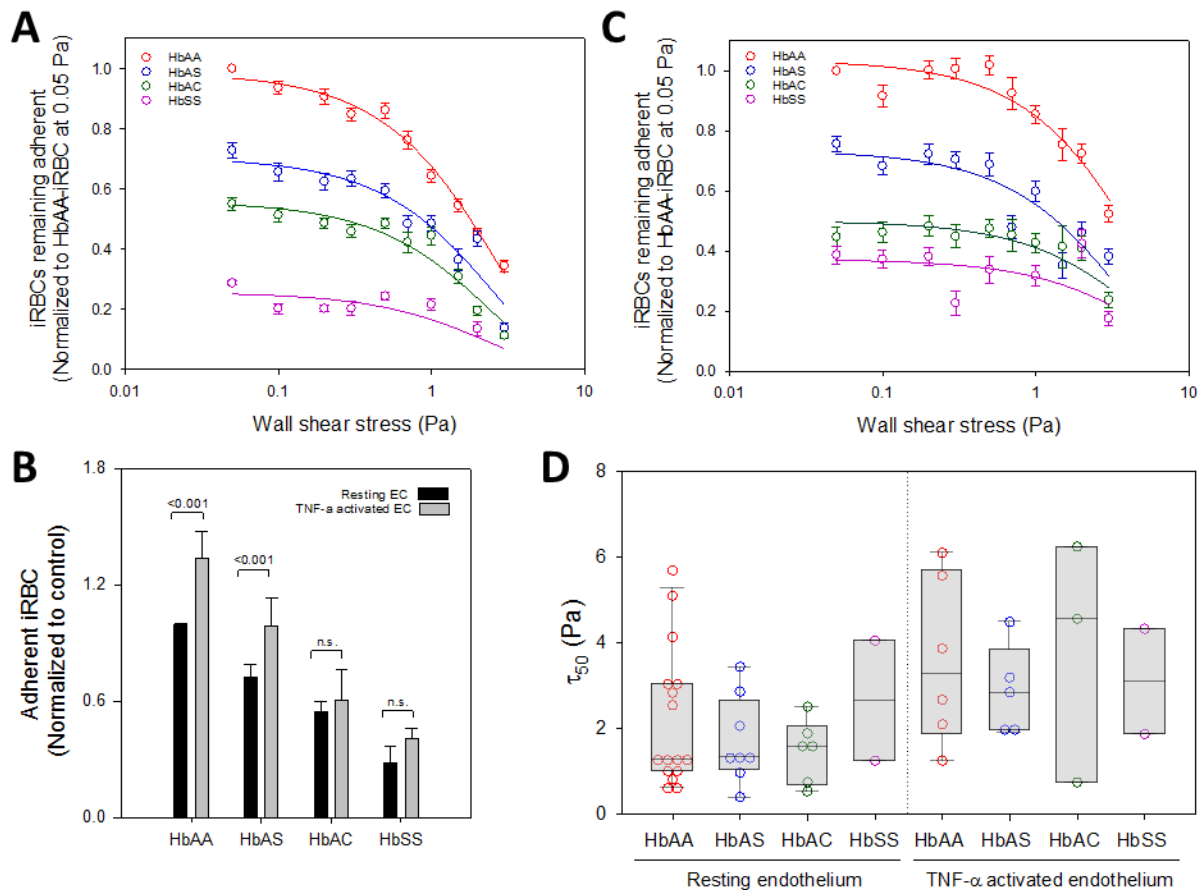 A
iRBCs remaining adherent
(Normalized to HbAA-iRBC at 0.05 Pa)
1.0
0.8
0.6
0.4
0.2
0.0
HbAA
HbAS
HbAC
HbSS
0.01
0.1
1
10
Wall shear stress (Pa)
C
iRBCs remaining adherent
(Normalized to HbAA-iRBC at 0.05 Pa)
1.0
0.8
0.6
0.4
0.2
0.0
HbAA
HbAS
HbAC
HbSS
0.01
0.1
1
10
Wall shear stress (Pa)
B
Adherent iRBC
(Normalized to control)
1.8
1.2
0.6
0.0
Resting EC
TNF-a activated EC
<0.001
<0.001
n.s.
n.s.
HbAA
HbAS
HbAC
HbSS
D
τ50 (Pa)
8
6
4
2
0
HbAA HbAS HbAC HbSS HbAA HbAS HbAC HbSS
Resting endothelium
TNF-α activated endothelium